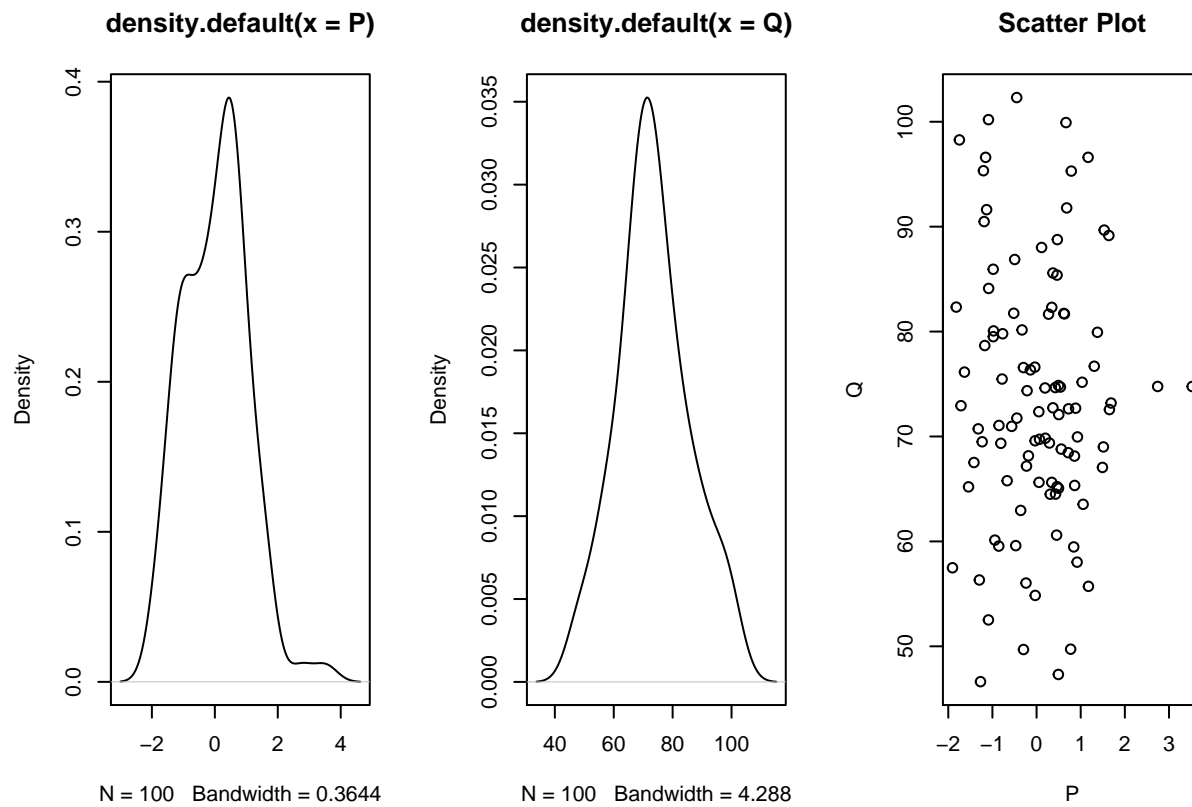 density.default(x = P)
Density
0.0
0.1
0.2
0.3
0.4
−2 0 2 4
N = 100 Bandwidth = 0.3644
density.default(x = Q)
Density
0.000
0.005
0.010
0.015
0.020
0.025
0.030
0.035
40 60 80 100
N = 100 Bandwidth = 4.288
Scatter Plot
Q
50
60
70
80
90
100
−2 −1 0 1 2 3
P